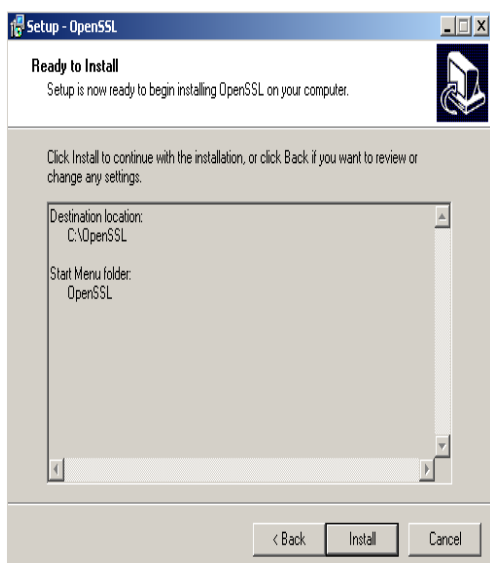 Setup - OpenSSL
Ready to Install
Setup is now ready to begin installing OpenSSL on your computer.
Click Install to continue with the installation, or click Back if you want to review or
change any settings.
Destination location:
C:\OpenSSL
Start Menu folder:
OpenSSL
< Back Install Cancel